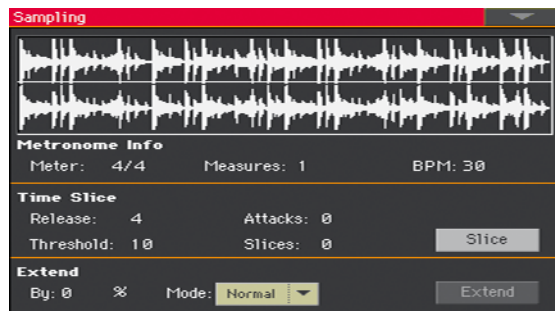 Sampling
Metronome Info
Meter: 4/4 Measures: 1 BPM: 30
Time Slice
Release: 4 Attacks: 0
Threshold: 10 Slices: 0 Slice
Extend
By: 0 % Mode: Normal Extend